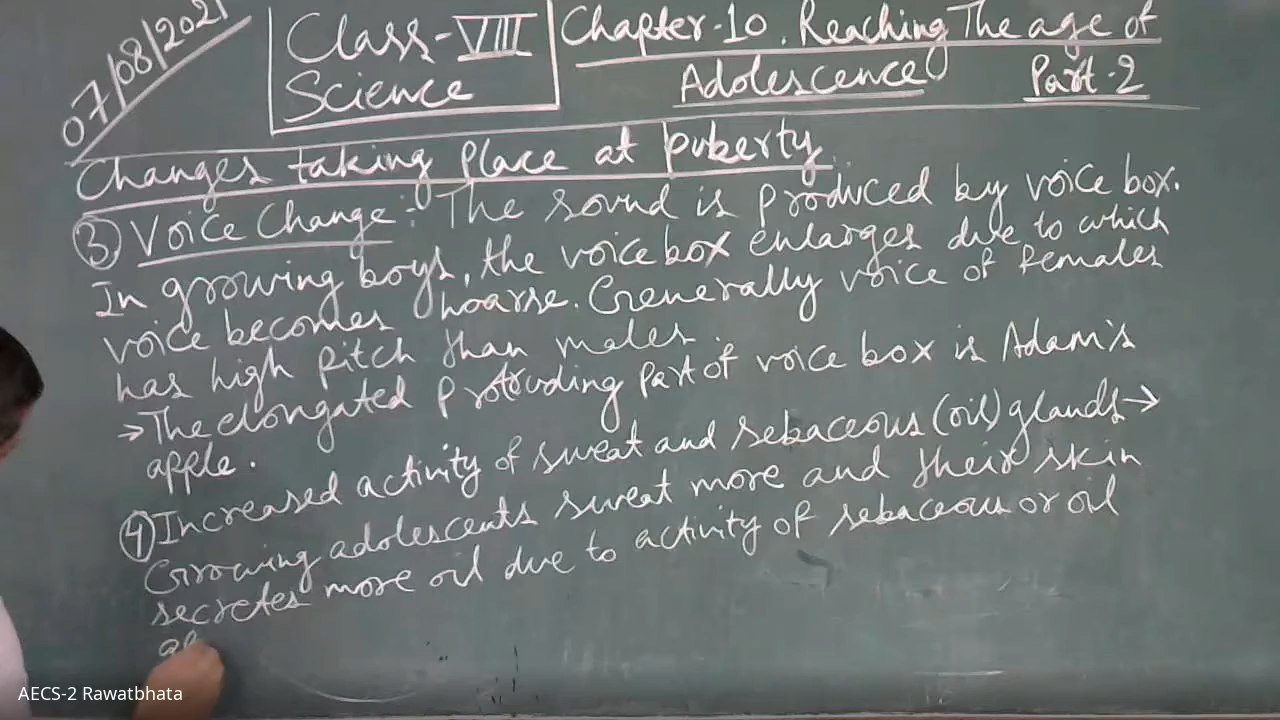 07/08/2021
Class-VIII
Science
Chapter-10. Reaching The age of
Adolescence
Part-2
Changes taking place at puberty
③ Voice Change:- The sound is produced by voice box.
In growing boys, the voice box enlarges due to which
voice becomes hoarse. Generally voice of females
has high pitch than males.
→ The elongated protruding part of voice box is Adam's
apple.
④ Increased activity of sweat and sebaceous (oil) glands →
Growing adolescents sweat more and their skin
secretes more oil due to activity of sebaceous or oil
gl
AECS-2 Rawatbhata